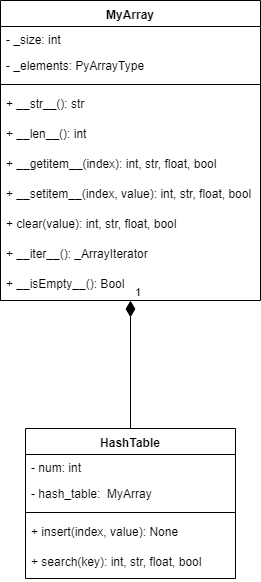 MyArray
- _size: int
- _elements: PyArrayType
+ __str__(): str
+ __len__(): int
+ __getitem__(index): int, str, float, bool
+ __setitem__(index, value): int, str, float, bool
+ clear(value): int, str, float, bool
+ __iter__(): _ArrayIterator
+ __isEmpty__(): Bool
1
HashTable
- num: int
- hash_table:  MyArray
+ insert(index, value): None
+ search(key): int, str, float, bool